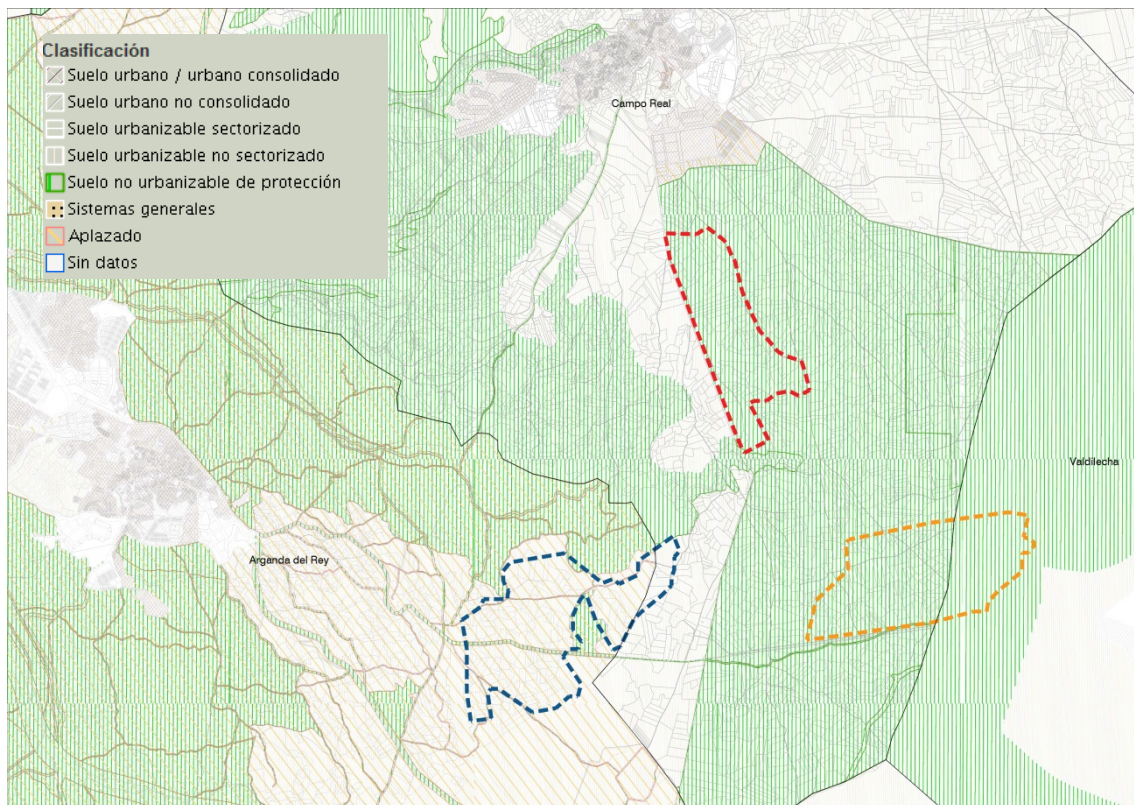 Clasificación
Suelo urbano / urbano consolidado
Suelo urbano no consolidado
Suelo urbanizable sectorizado
Suelo urbanizable no sectorizado
Suelo no urbanizable de protección
Sistemas generales
Aplazado
Sin datos
Campo Real
Valdilecha
Arganda del Rey